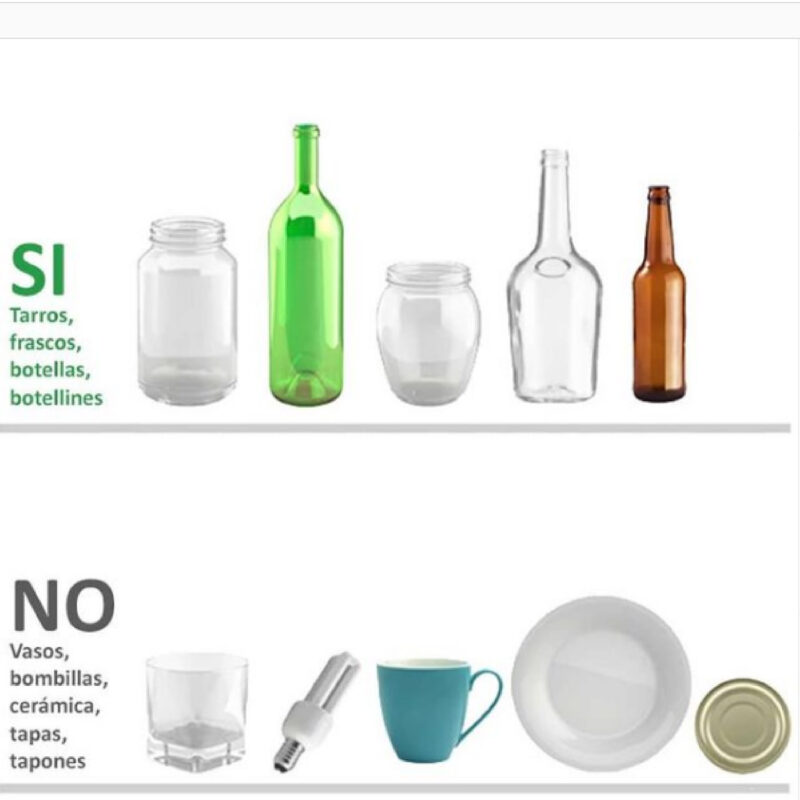 SI
Tarros,
frascos,
botellas,
botellines
NO
Vasos,
bombillas,
cerámica,
tapas,
tapones